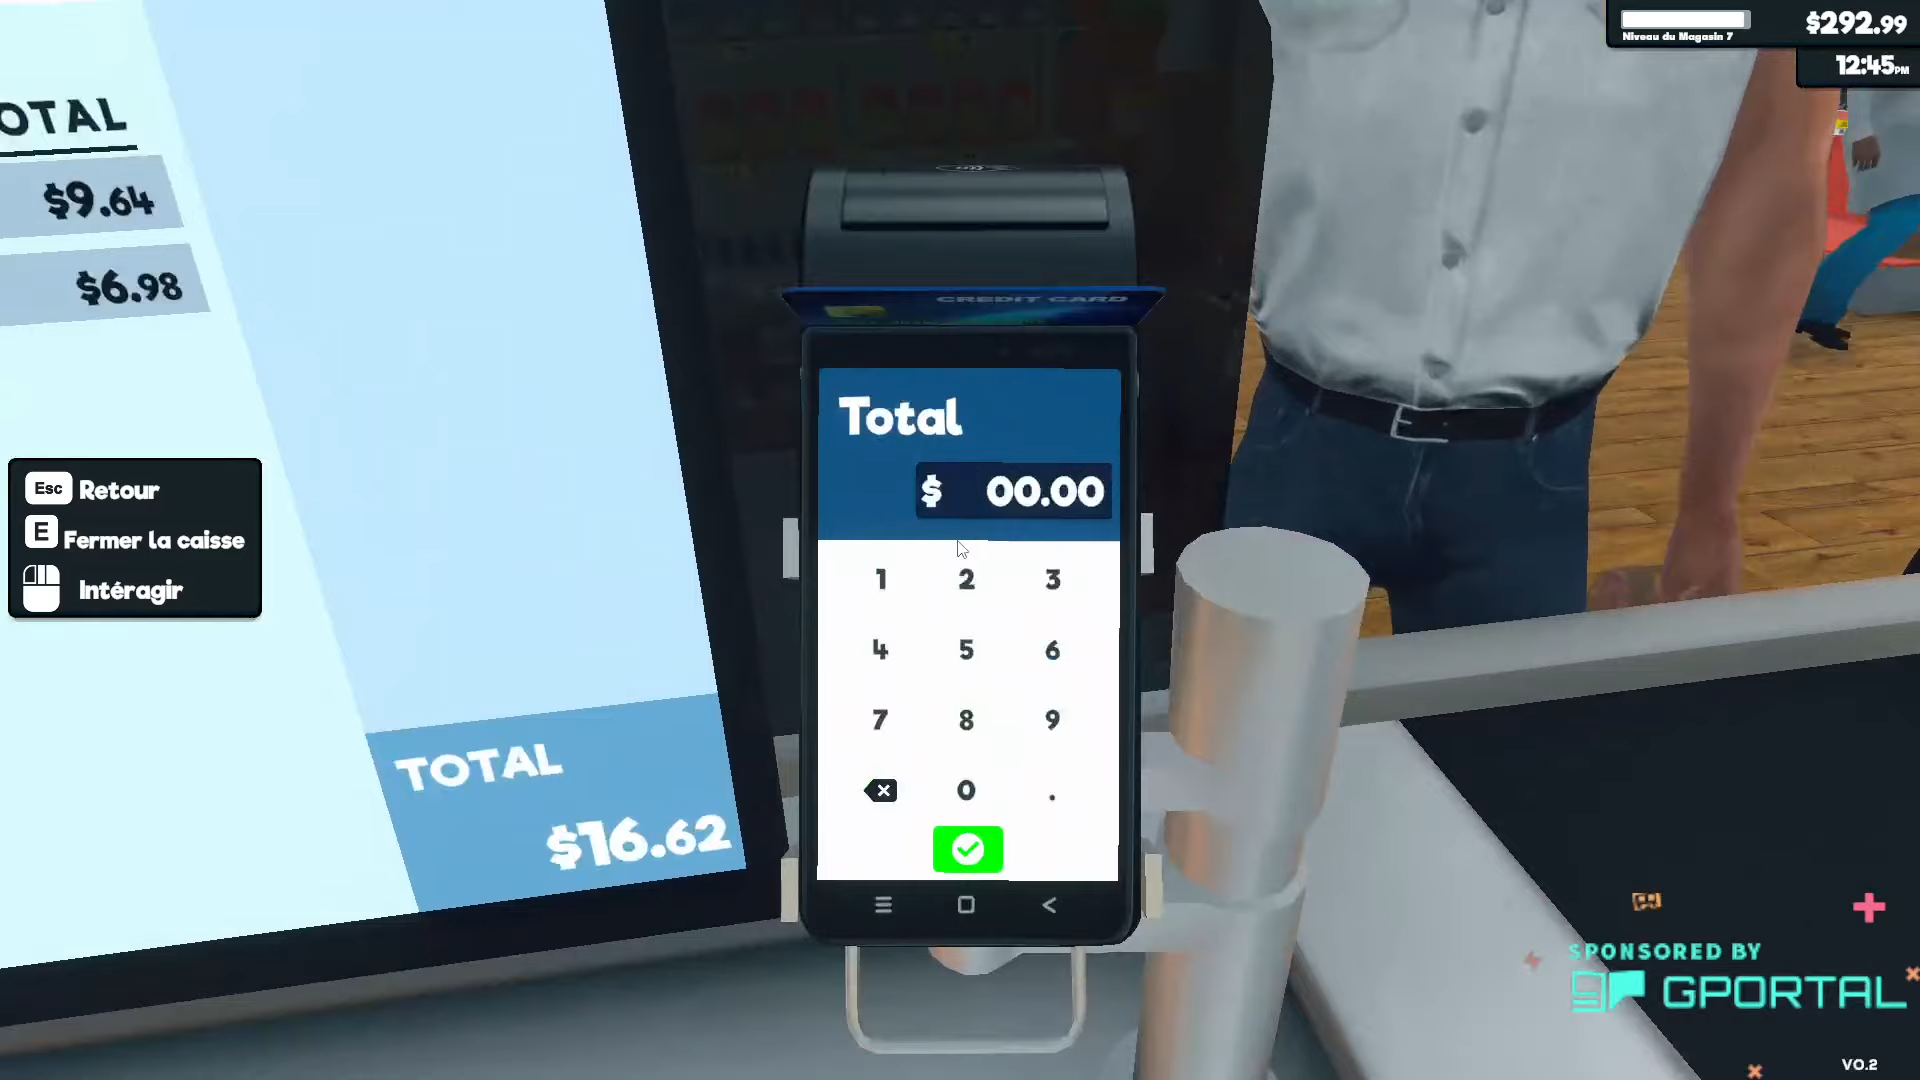 OTAL
$9.64
$6.98
TOTAL
$16.62
Esc Retour
E Fermer la caisse
Intéragir
CREDIT CARD
Total
$ 00.00
1 2 3
4 5 6
7 8 9
0 .
Niveau du Magasin 7
$292.99
12:45PM
SPONSORED BY
GPORTAL
V0.2